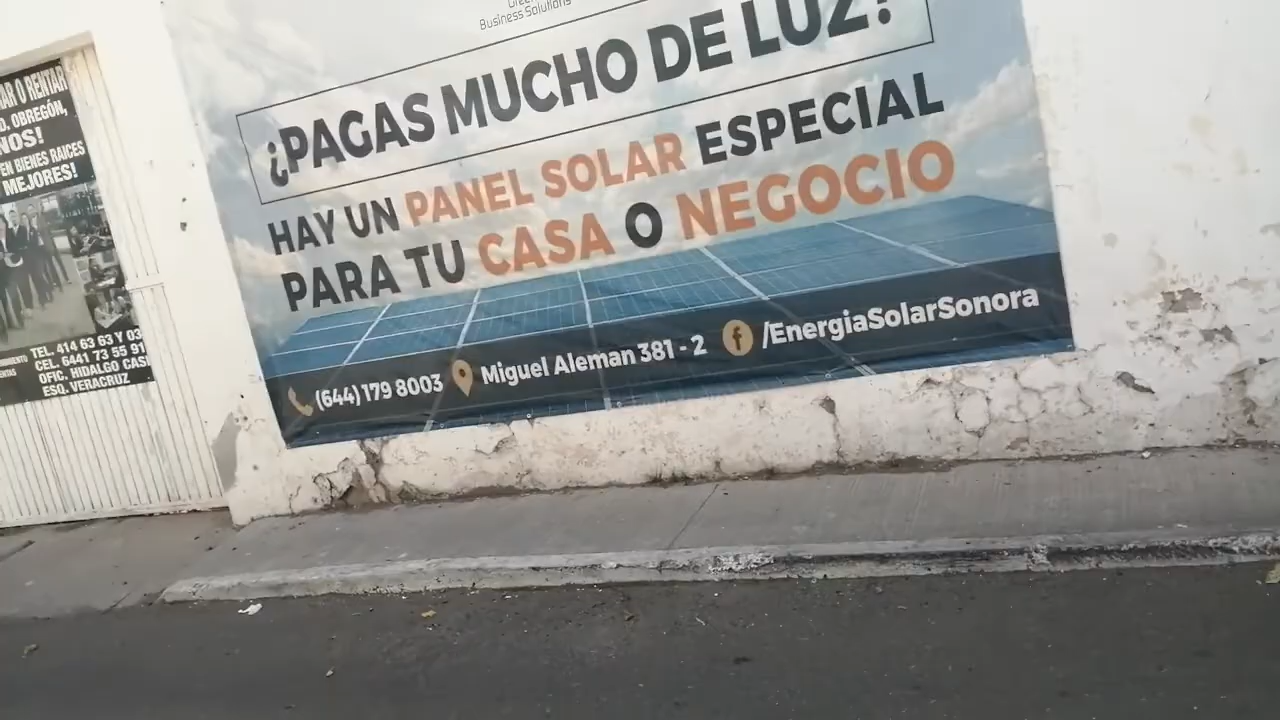 Business Solutions
¿PAGAS MUCHO DE LUZ?
HAY UN PANEL SOLAR ESPECIAL
PARA TU CASA O NEGOCIO
(644) 179 8003
Miguel Aleman 381 - 2
/EnergiaSolarSonora
O RENTAR
OBREGÓN,
EN BIENES RAICES
MEJORES!
TEL. 414 63 63 Y 03
CEL. 6441 73 55 91
OFIC. HIDALGO CASI
ESQ. VERACRUZ